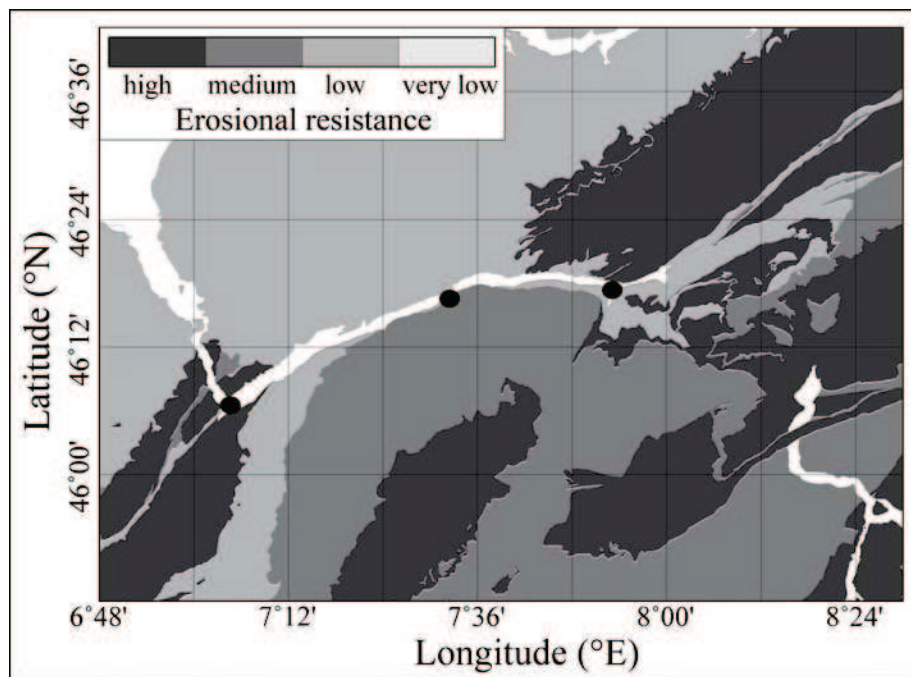 high medium low very low
Erosional resistance
46°36'
46°24'
46°12'
46°00'
Latitude (°N)
6°48' 7°12' 7°36' 8°00' 8°24'
Longitude (°E)